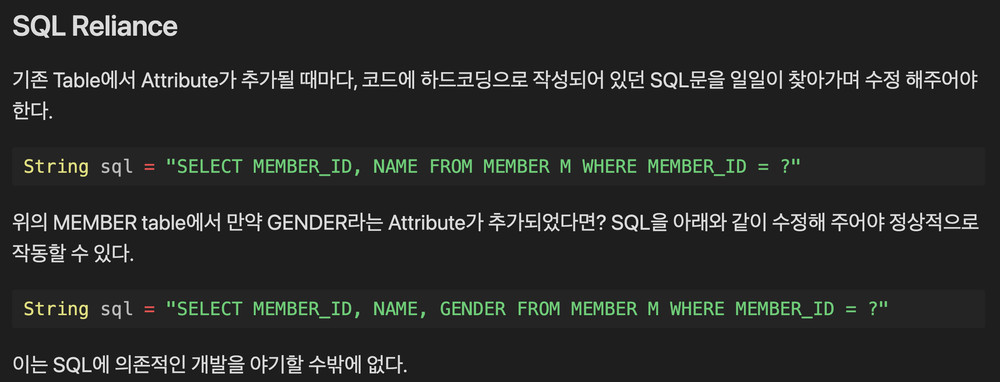 SQL Reliance
기존 Table에서 Attribute가 추가될 때마다, 코드에 하드코딩으로 작성되어 있던 SQL문을 일일이 찾아가며 수정 해주어야
한다.
String sql = "SELECT MEMBER_ID, NAME FROM MEMBER M WHERE MEMBER_ID = ?"
위의 MEMBER table에서 만약 GENDER라는 Attribute가 추가되었다면? SQL을 아래와 같이 수정해 주어야 정상적으로
작동할 수 있다.
String sql = "SELECT MEMBER_ID, NAME, GENDER FROM MEMBER M WHERE MEMBER_ID = ?"
이는 SQL에 의존적인 개발을 야기할 수밖에 없다.